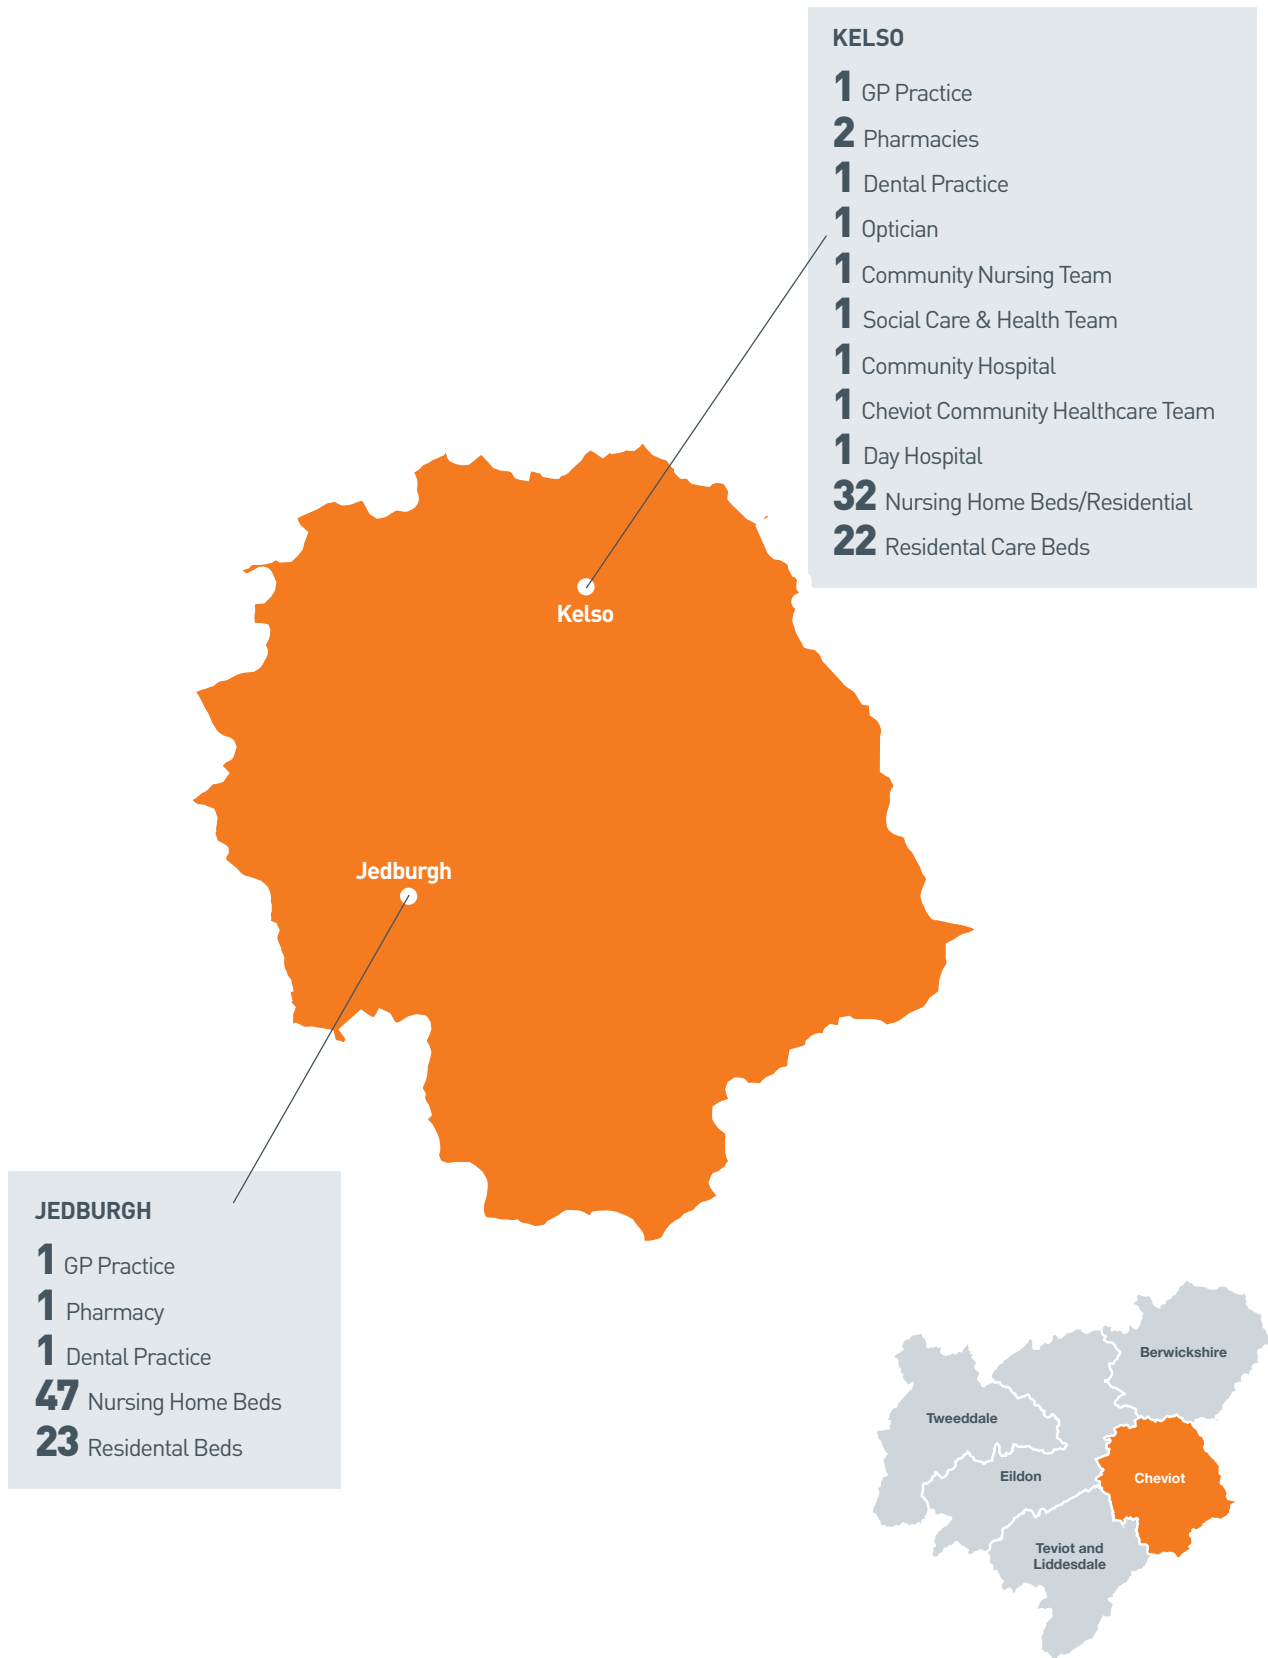 KELSO
1 GP Practice
2 Pharmacies
1 Dental Practice
1 Optician
1 Community Nursing Team
1 Social Care & Health Team
1 Community Hospital
1 Cheviot Community Healthcare Team
1 Day Hospital
32 Nursing Home Beds/Residential
22 Residental Care Beds
Kelso
Jedburgh
JEDBURGH
1 GP Practice
1 Pharmacy
1 Dental Practice
47 Nursing Home Beds
23 Residental Beds
Berwickshire
Tweeddale
Eildon
Cheviot
Teviot and
Liddesdale